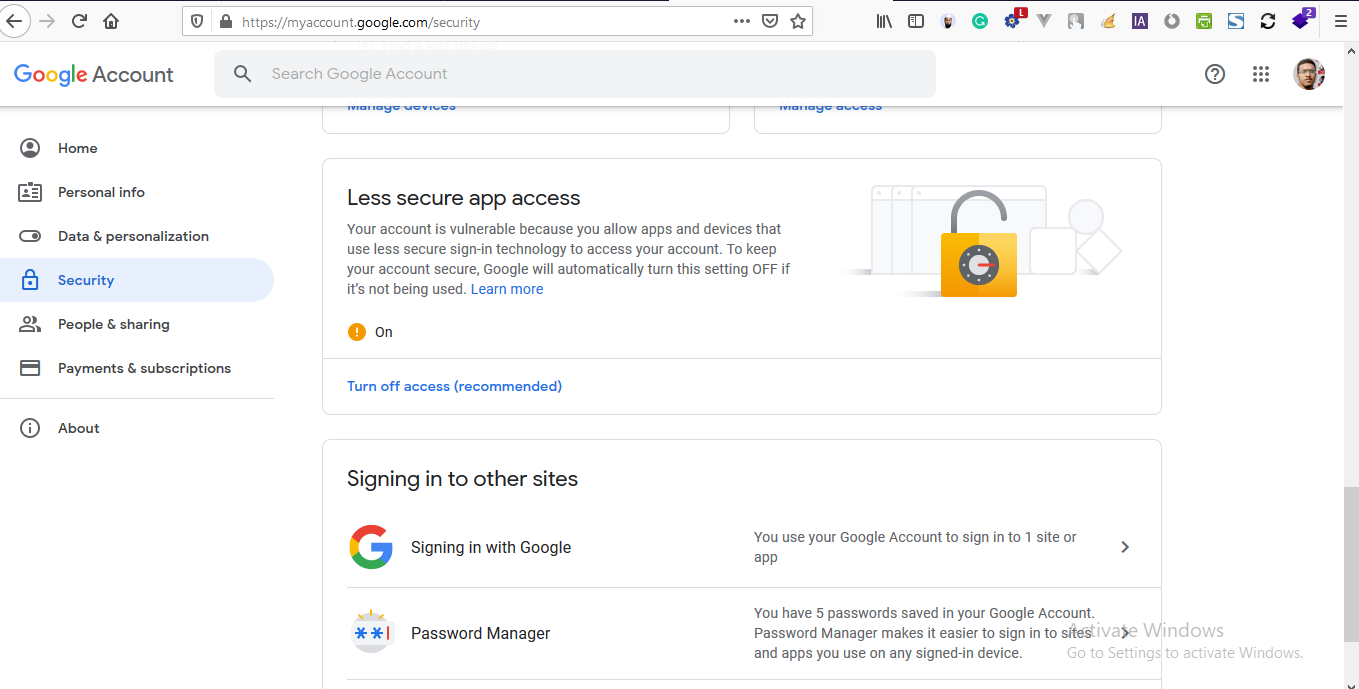 https://myaccount.google.com/security
L
IA
S
2
Google Account
Search Google Account
Manage devices
Manage access
Home
Personal info
Data & personalization
Security
People & sharing
Payments & subscriptions
About
Less secure app access
Your account is vulnerable because you allow apps and devices that
use less secure sign-in technology to access your account. To keep
your account secure, Google will automatically turn this setting OFF if
it’s not being used. Learn more
On
Turn off access (recommended)
Signing in to other sites
Signing in with Google
You use your Google Account to sign in to 1 site or
app
Password Manager
You have 5 passwords saved in your Google Account.
Password Manager makes it easier to sign in to sites
and apps you use on any signed-in device.
Activate Windows
Go to Settings to activate Windows.